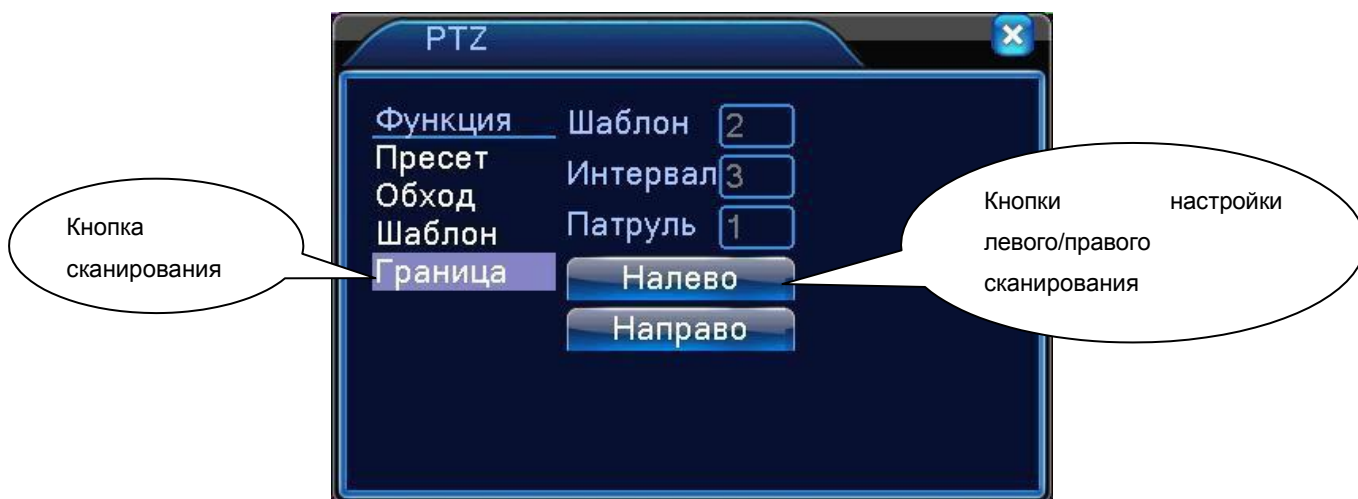 PTZ
Функция
Пресет
Обход
Шаблон
Граница
Шаблон 2
Интервал 3
Патруль 1
Налево
Направо
Кнопка
сканирования
Кнопки настройки
левого/правого
сканирования